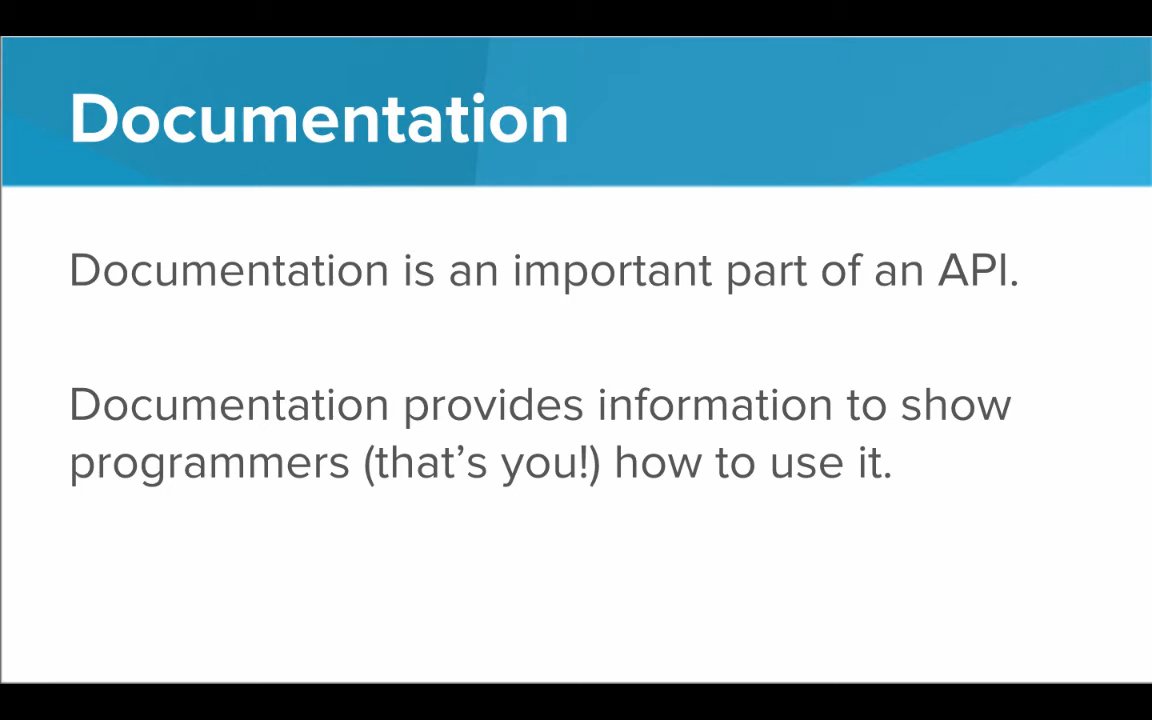 Documentation
Documentation is an important part of an API.
Documentation provides information to show
programmers (that’s you!) how to use it.